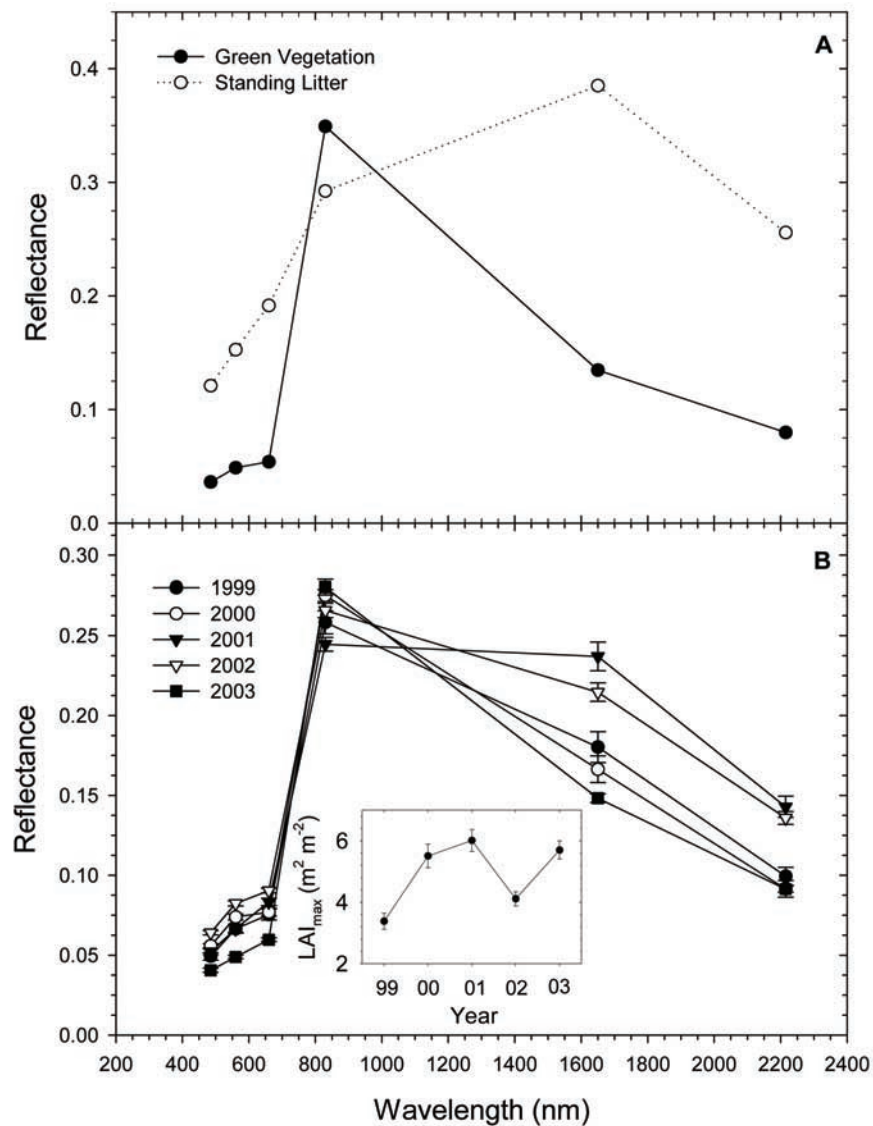 A
Green Vegetation
Standing Litter
0.4
0.3
0.2
0.1
0.0
Reflectance
B
1999
2000
2001
2002
2003
0.30
0.25
0.20
0.15
0.10
0.05
0.00
Reflectance
LAImax (m² m⁻²)
6
4
2
99 00 01 02 03
Year
200 400 600 800 1000 1200 1400 1600 1800 2000 2200 2400
Wavelength (nm)